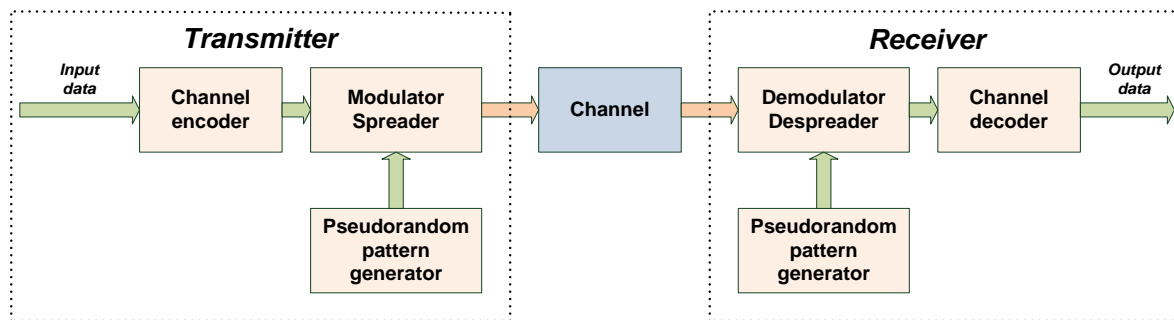 Transmitter
Input
data
Channel
encoder
Modulator
Spreader
Pseudorandom
pattern
generator
Channel
Receiver
Demodulator
Despreader
Channel
decoder
Output
data
Pseudorandom
pattern
generator